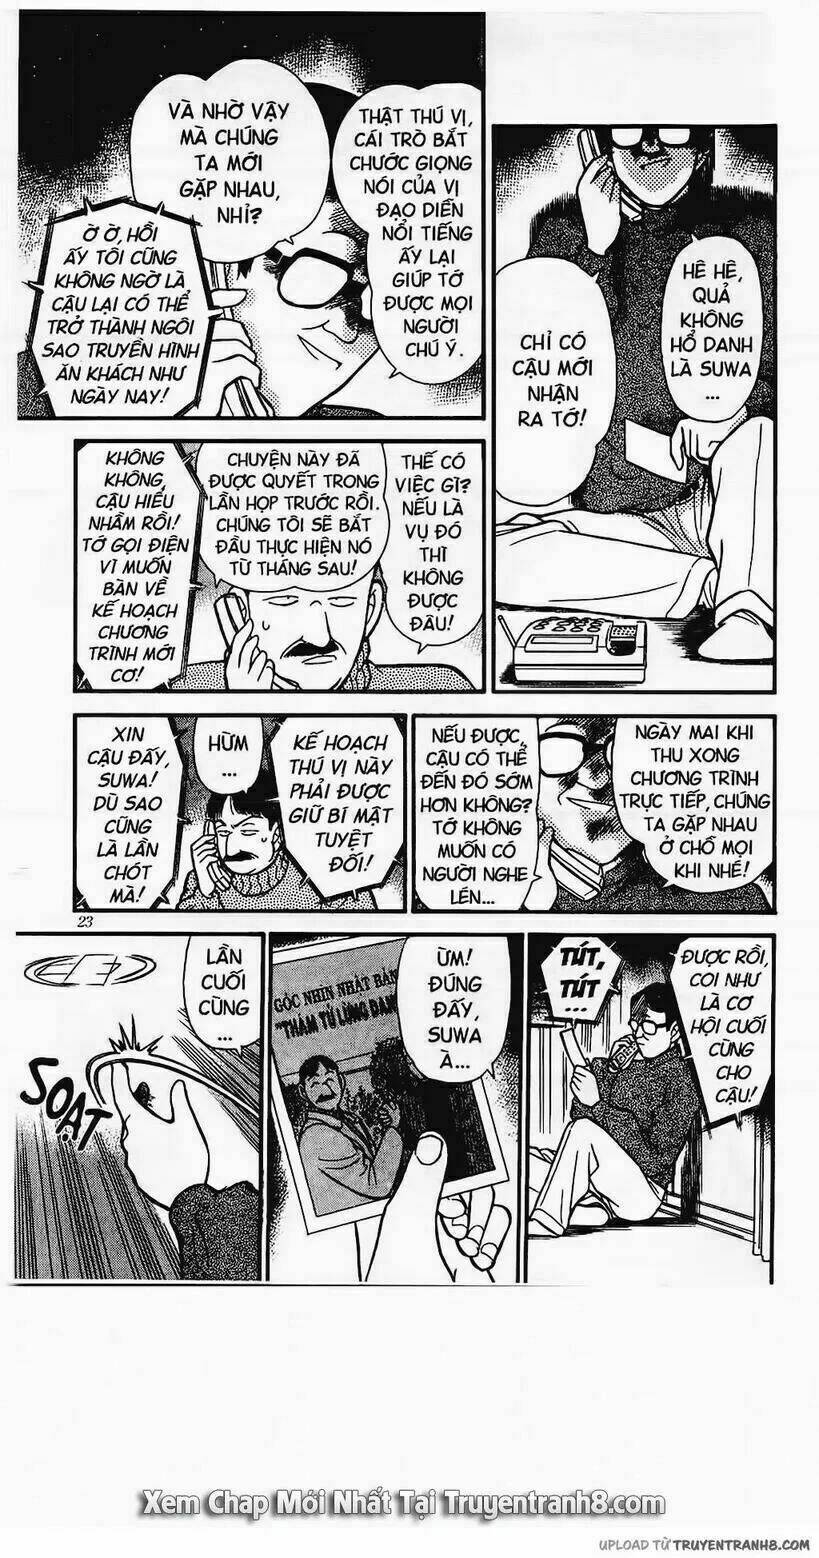 HÊ HÊ,
QUẢ
KHÔNG
HỔ DANH
LÀ SUWA
...
CHỈ CÓ
CẬU MỚI
NHẬN
RA TỚ!
THẬT THÚ VỊ,
CÁI TRÒ BẮT
CHƯỚC GIỌNG
NÓI CỦA VỊ
ĐẠO DIỄN
NỔI TIẾNG
ẤY LẠI
GIÚP TỚ
ĐƯỢC MỌI
NGƯỜI
CHÚ Ý.
VÀ NHỜ VẬY
MÀ CHÚNG
TA MỚI
GẶP NHAU,
NHỈ?
Ờ Ờ, HỒI
ẤY TÔI CŨNG
KHÔNG NGỜ LÀ
CẬU LẠI CÓ THỂ
TRỞ THÀNH NGÔI
SAO TRUYỀN HÌNH
ĂN KHÁCH NHƯ
NGÀY NAY!
THẾ CÓ
VIỆC GÌ?
NẾU LÀ
VỤ ĐÓ
THÌ
KHÔNG
ĐƯỢC
ĐÂU!
CHUYỆN NÀY ĐÃ
ĐƯỢC QUYẾT TRONG
LẦN HỌP TRƯỚC RỒI.
CHÚNG TÔI SẼ BẮT
ĐẦU THỰC HIỆN NÓ
TỪ THÁNG SAU!
KHÔNG
KHÔNG,
CẬU HIỂU
NHẦM RỒI!
TỚ GỌI ĐIỆN
VÌ MUỐN
BÀN VỀ
KẾ HOẠCH
CHƯƠNG
TRÌNH MỚI
CƠ!
NGÀY MAI KHI
THU XONG
CHƯƠNG TRÌNH
TRỰC TIẾP, CHÚNG
TA GẶP NHAU
Ở CHỖ MỌI
KHI NHÉ!
NẾU ĐƯỢC,
CẬU CÓ THỂ
ĐẾN ĐÓ SỚM
HƠN KHÔNG?
TỚ KHÔNG
MUỐN CÓ
NGƯỜI NGHE
LÉN...
KẾ HOẠCH
THÚ VỊ NÀY
PHẢI ĐƯỢC
GIỮ BÍ MẬT
TUYỆT
ĐỐI!
HỪM
...
XIN
CẬU ĐẤY,
SUWA!
DÙ SAO
CŨNG
LÀ LẦN
CHÓT
MÀ!
23
ĐƯỢC RỒI,
COI NHƯ
LÀ CƠ
HỘI CUỐI
CÙNG
CHO
CẬU!
TÚT,
TÚT
...
ỪM!
ĐÚNG
ĐẤY,
SUWA
À...
GÓC NHÌN NHẬT BẢN
"THÁM TỬ LỪNG DANH
LẦN
CUỐI
CÙNG
...
SOẠT
Xem Chap Mới Nhất Tại Truyentranh8.com
UPLOAD TỪ TRUYENTRANH8.COM